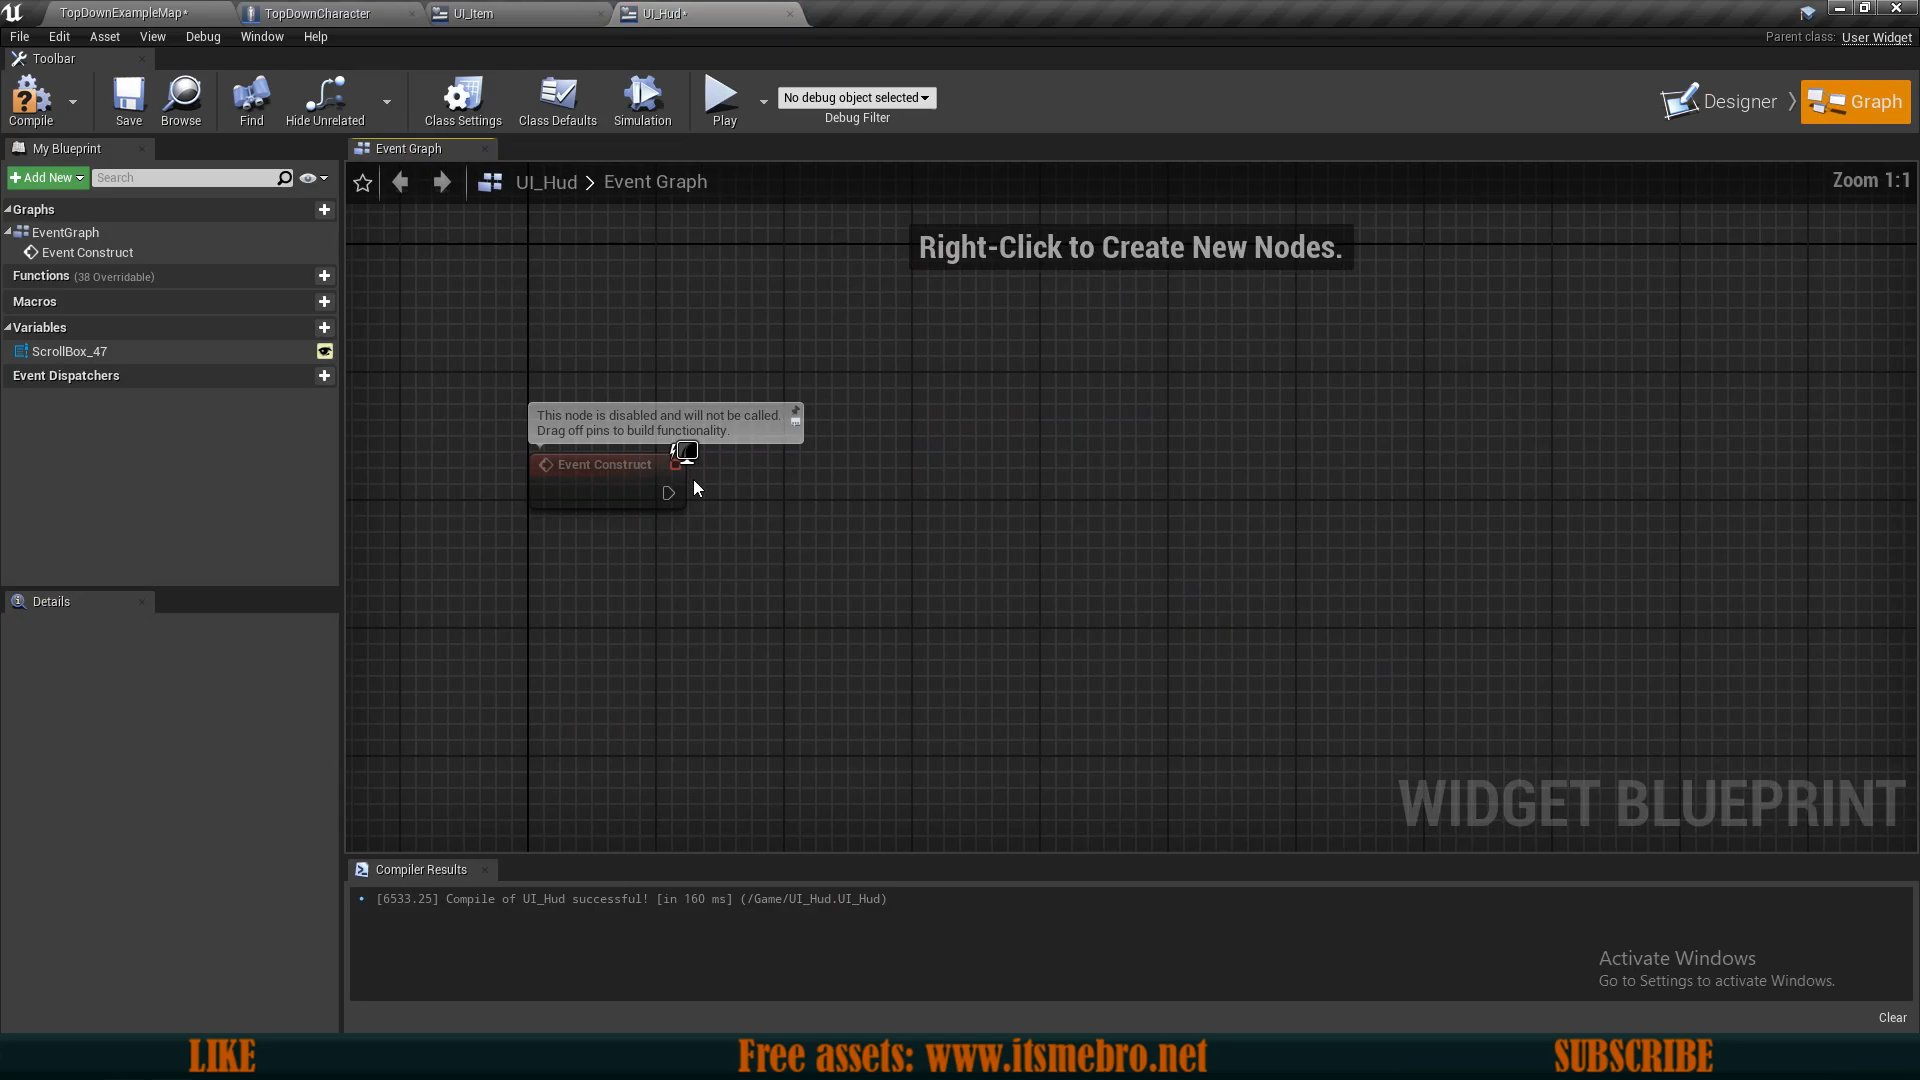 TopDownExampleMap*
TopDownCharacter
UI_Item
UI_Hud*
File
Edit
Asset
View
Debug
Window
Help
Parent class: User Widget
Toolbar
Compile
Save
Browse
Find
Hide Unrelated
Class Settings
Class Defaults
Simulation
Play
No debug object selected
Debug Filter
Designer
Graph
My Blueprint
Event Graph
Add New
Search
UI_Hud > Event Graph
Zoom 1:1
Graphs
EventGraph
Event Construct
Functions (38 Overridable)
Macros
Variables
ScrollBox_47
Event Dispatchers
Right-Click to Create New Nodes.
This node is disabled and will not be called.
Drag off pins to build functionality.
Event Construct
WIDGET BLUEPRINT
Details
Compiler Results
[6533.25] Compile of UI_Hud successful! [in 160 ms] (/Game/UI_Hud.UI_Hud)
Activate Windows
Go to Settings to activate Windows.
Clear
LIKE
Free assets: www.itsmebro.net
SUBSCRIBE